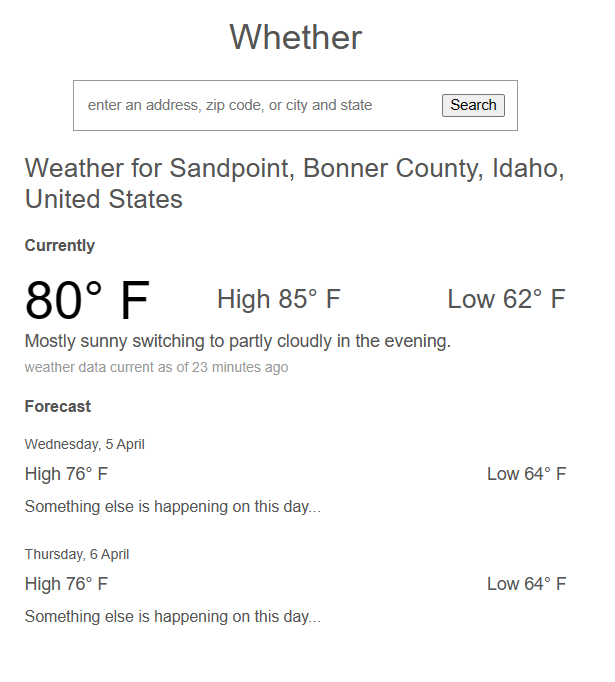 Whether
enter an address, zip code, or city and state
Search
Weather for Sandpoint, Bonner County, Idaho,
United States
Currently
80° F
High 85° F
Low 62° F
Mostly sunny switching to partly cloudly in the evening.
weather data current as of 23 minutes ago
Forecast
Wednesday, 5 April
High 76° F
Low 64° F
Something else is happening on this day...
Thursday, 6 April
High 76° F
Low 64° F
Something else is happening on this day...